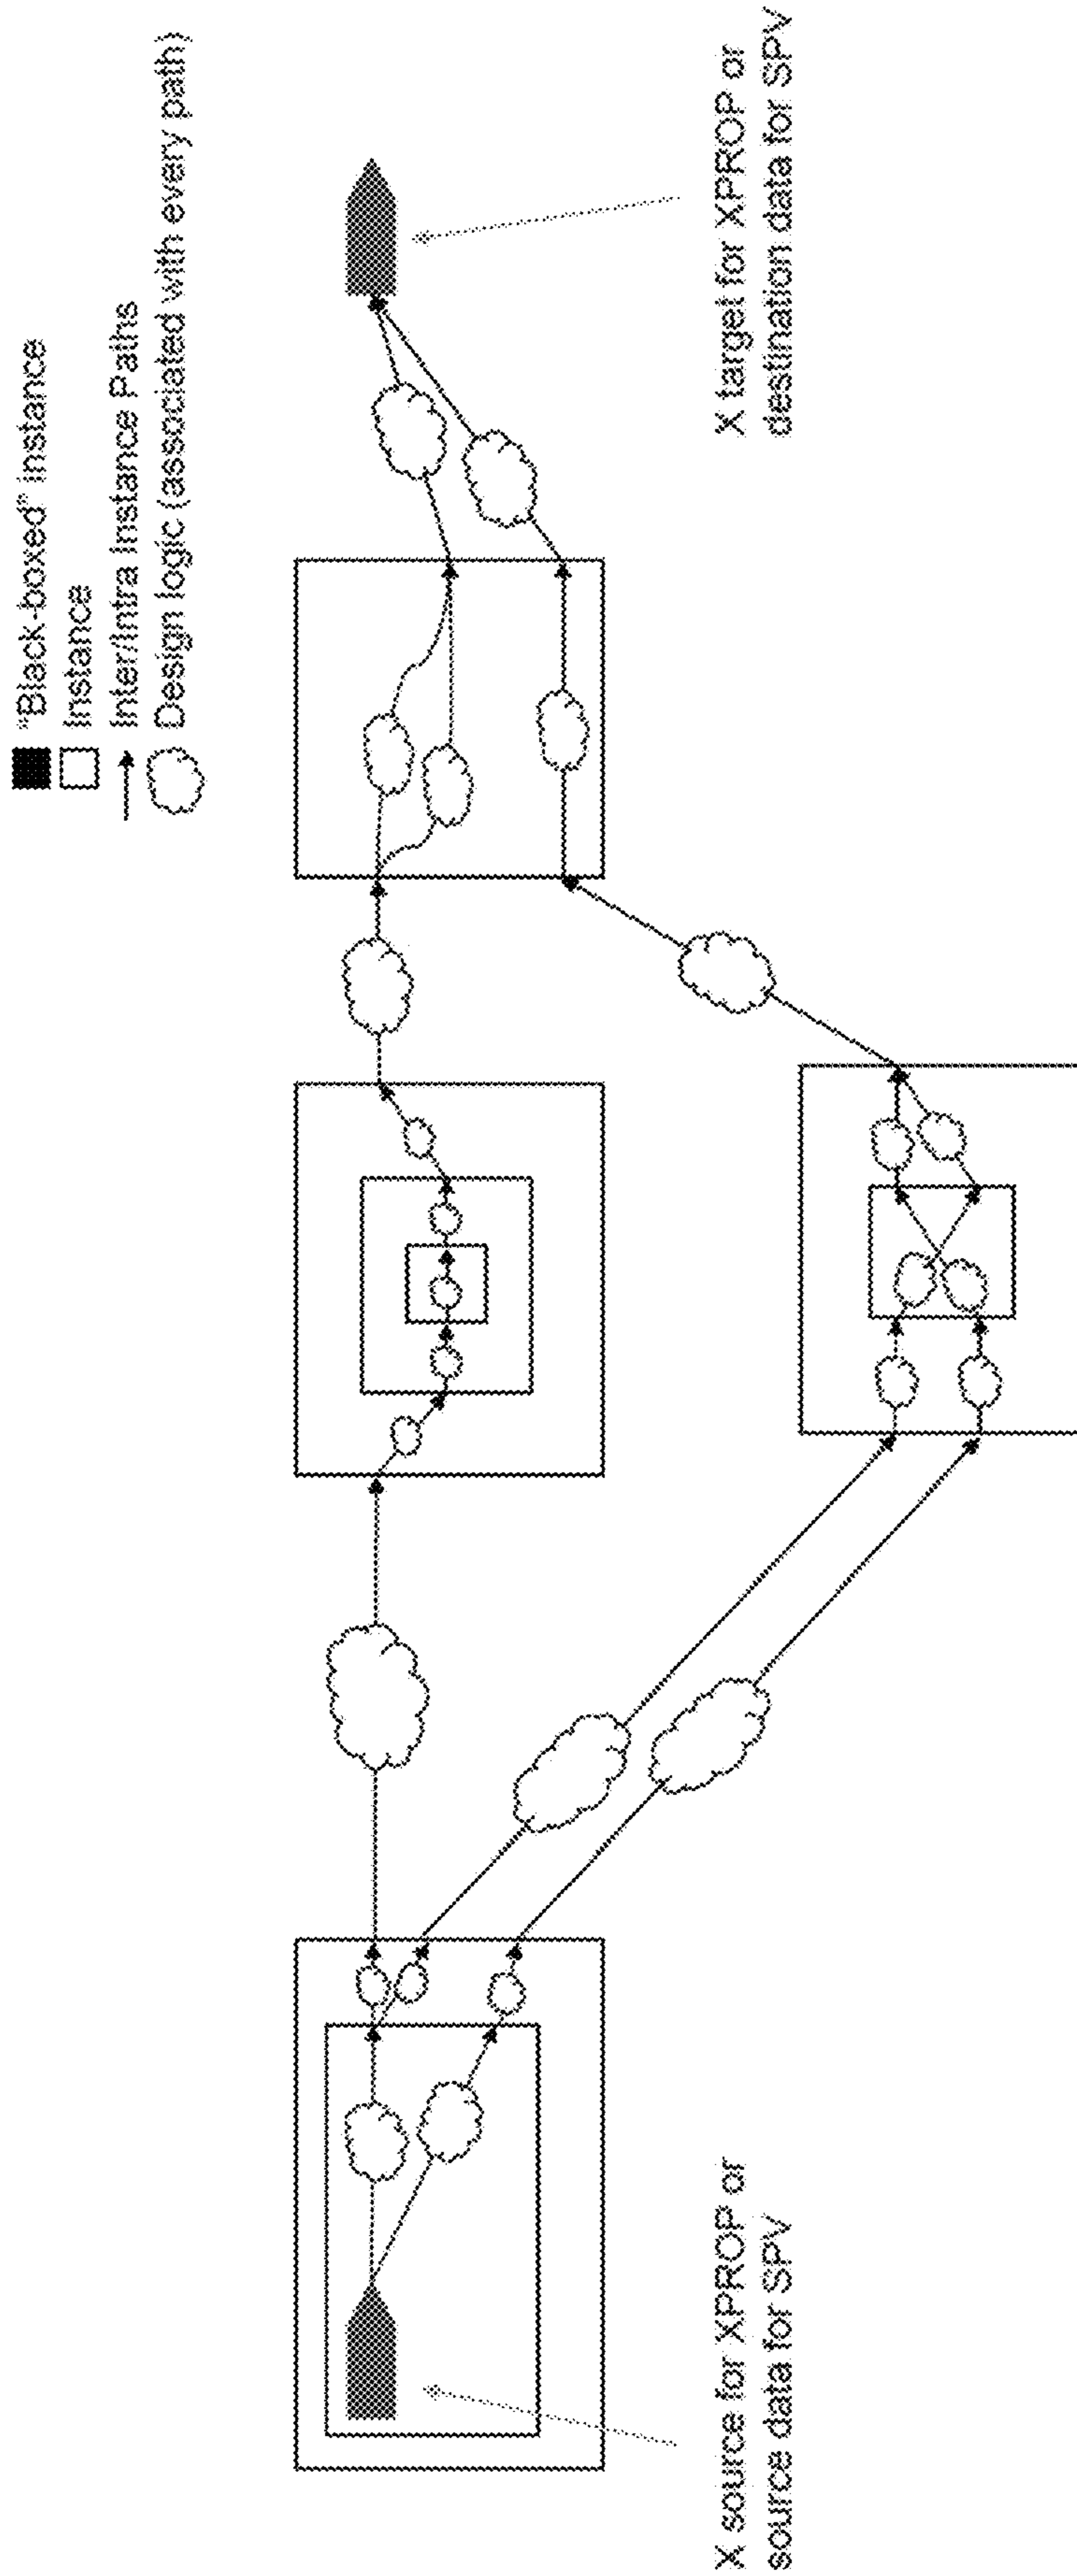 "Black-boxed" instance
Instance
Inter/Intra Instance Paths
Design logic (associated with every path)
X source for XPROP or
source data for SPV
X target for XPROP or
destination data for SPV